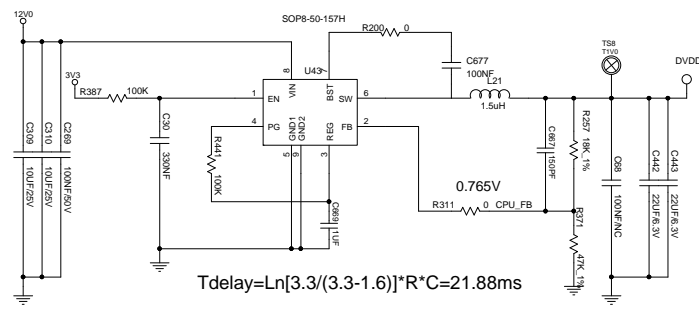 SOP8-50-157H
12V0
R200 0
TS8
T1V0
DVDD
C677
100NF
U43
L21
3V3
8
7
VIN
BST
R387 100K
1 EN
SW 6
1.5uH
4 PG
FB 2
GND1
GND2
REG
5
9
3
C309
10UF/25V
C310
10UF/25V
C269
100NF/50V
C30
330NF
R441
100K
C667
150PF
R257
18K_1%
C68
100NF/NC
C442
22UF/6.3V
C443
22UF/6.3V
0.765V
R311 0 CPU_FB
R371
47K_1%
C669
1UF
Tdelay=Ln[3.3/(3.3-1.6)]*R*C=21.88ms